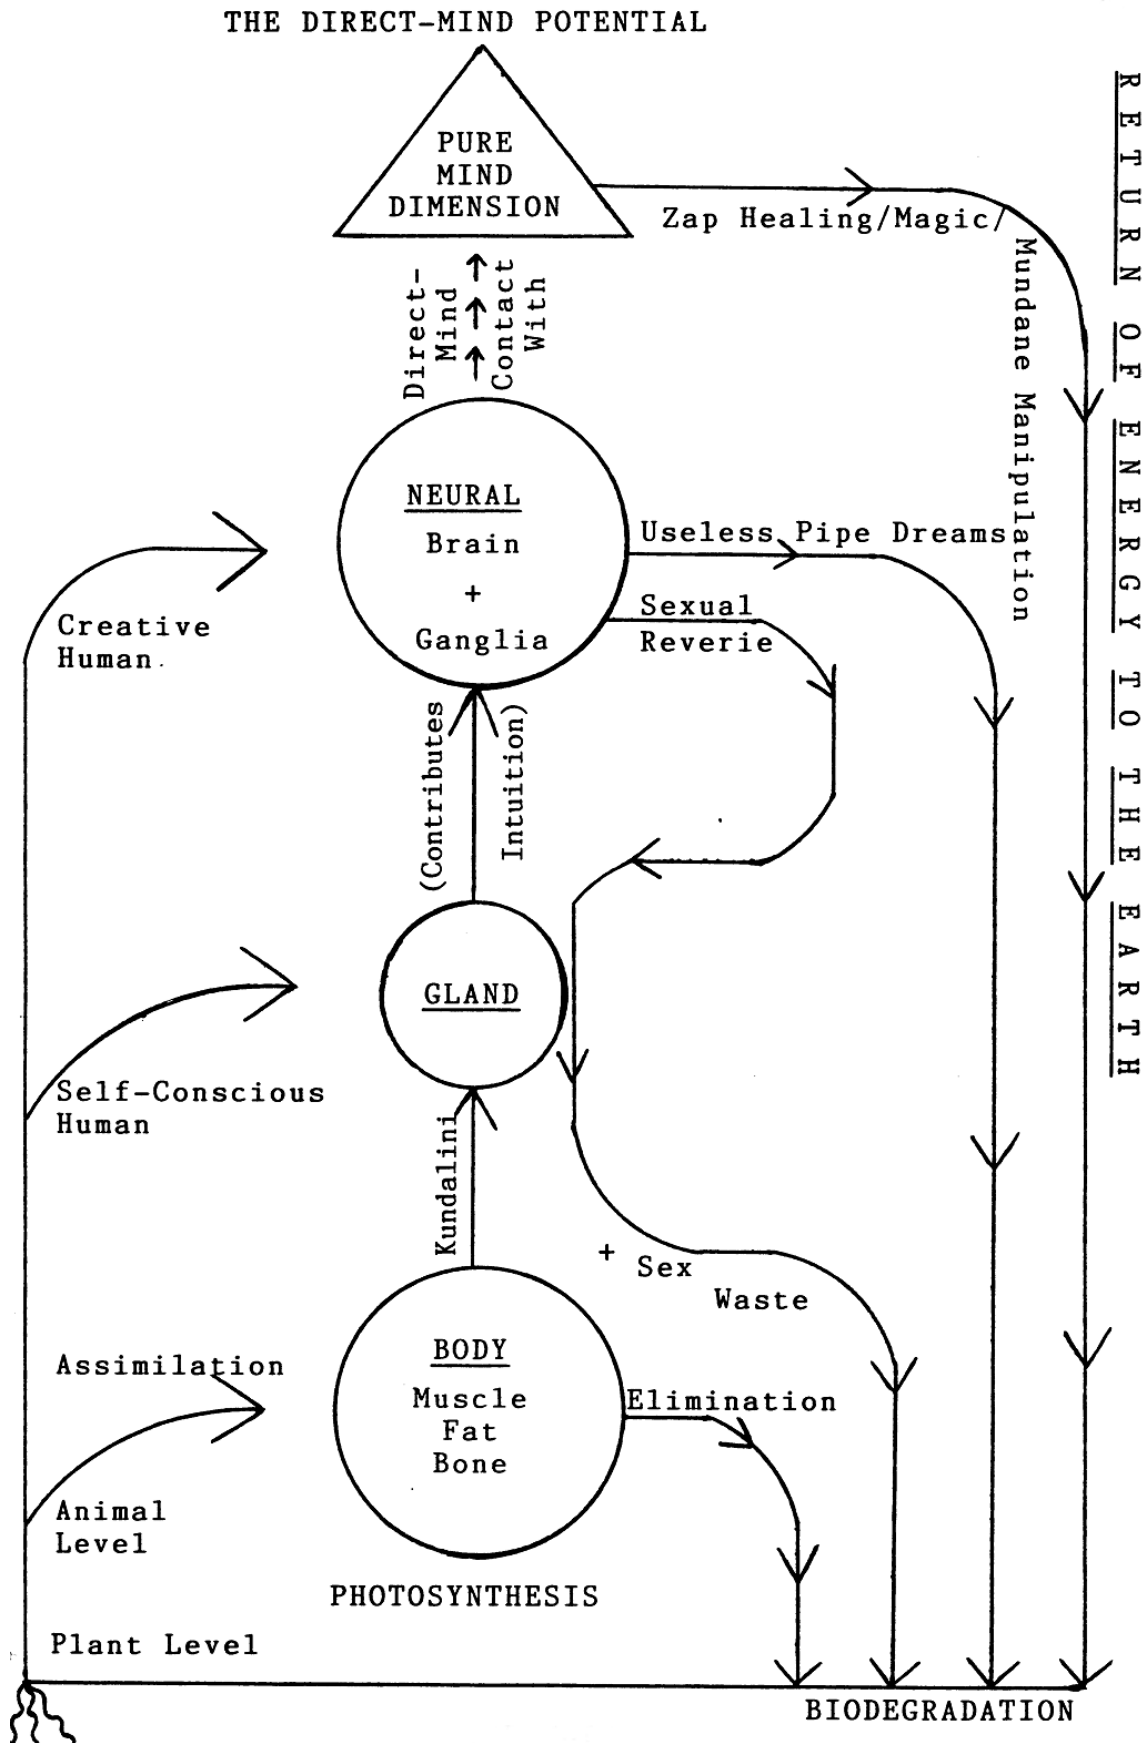 THE DIRECT-MIND POTENTIAL
PURE
MIND
DIMENSION
Zap Healing/Magic/
Mundane Manipulation
RETURN OF ENERGY TO THE EARTH
Direct-
Mind
Contact
With
NEURAL
Brain
+
Ganglia
Useless Pipe Dreams
Sexual
Reverie
Creative
Human
(Contributes
Intuition)
GLAND
Self-Conscious
Human
Kundalini
+ Sex
Waste
Assimilation
BODY
Muscle
Fat
Bone
Elimination
Animal
Level
PHOTOSYNTHESIS
Plant Level
BIODEGRADATION